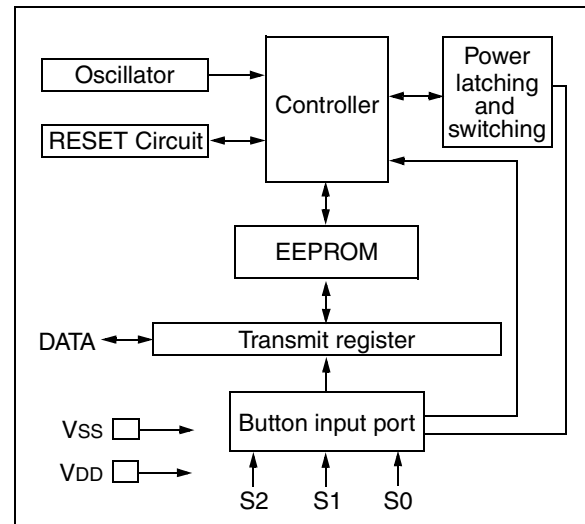 Oscillator
Controller
Power
latching
and
switching
RESET Circuit
EEPROM
DATA
Transmit register
Button input port
VSS
VDD
S2
S1
S0